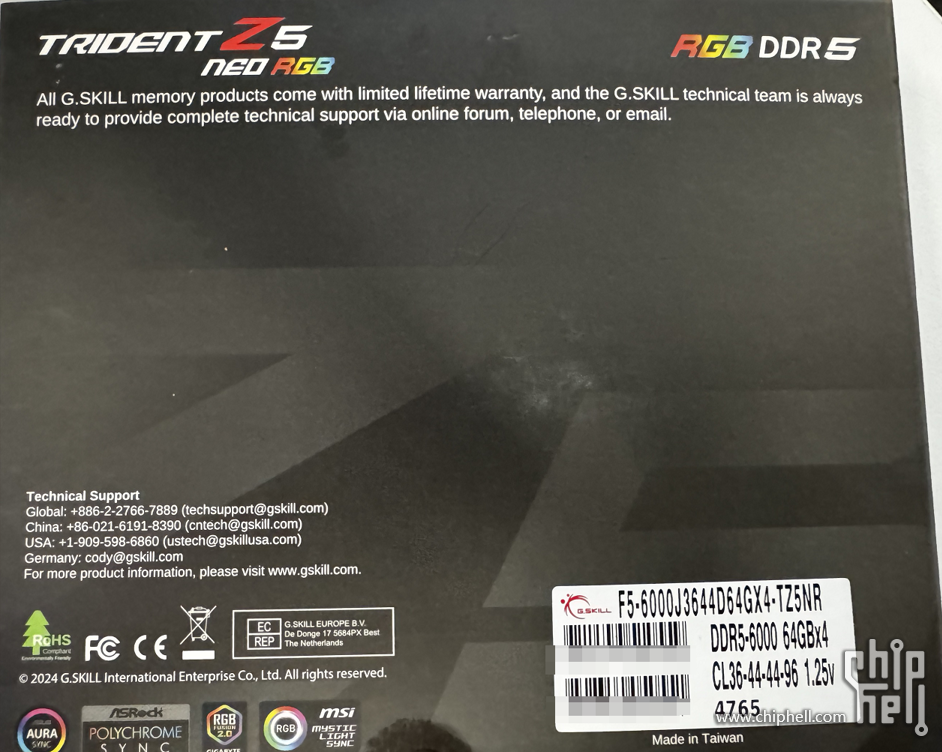 TRIDENT Z5
NEO RGB
RGB DDR5
All G.SKILL memory products come with limited lifetime warranty, and the G.SKILL technical team is always
ready to provide complete technical support via online forum, telephone, or email.
Technical Support
Global: +886-2-2766-7889 (techsupport@gskill.com)
China: +86-021-6191-8390 (cntech@gskill.com)
USA: +1-909-598-6860 (ustech@gskillusa.com)
Germany: cody@gskill.com
For more product information, please visit www.gskill.com.
RoHS
Compliant
Environmentally Friendly
FC CE
EC REP
G.SKILL EUROPE B.V.
De Donge 17 5684PX Best
The Netherlands
© 2024 G.SKILL International Enterprise Co., Ltd. All rights reserved.
ASUS
AURA
SYNC
ASRock
POLYCHROME
SYNC
RGB
FUSION
2.0
GIGABYTE
RGB
msi
MYSTIC
LIGHT
SYNC
G.SKILL
F5-6000J3644D64GX4-TZ5NR
DDR5-6000 64GBx4
CL36-44-44-96 1.25v
4765
Made in Taiwan
www.chiphell.com
chip
hell